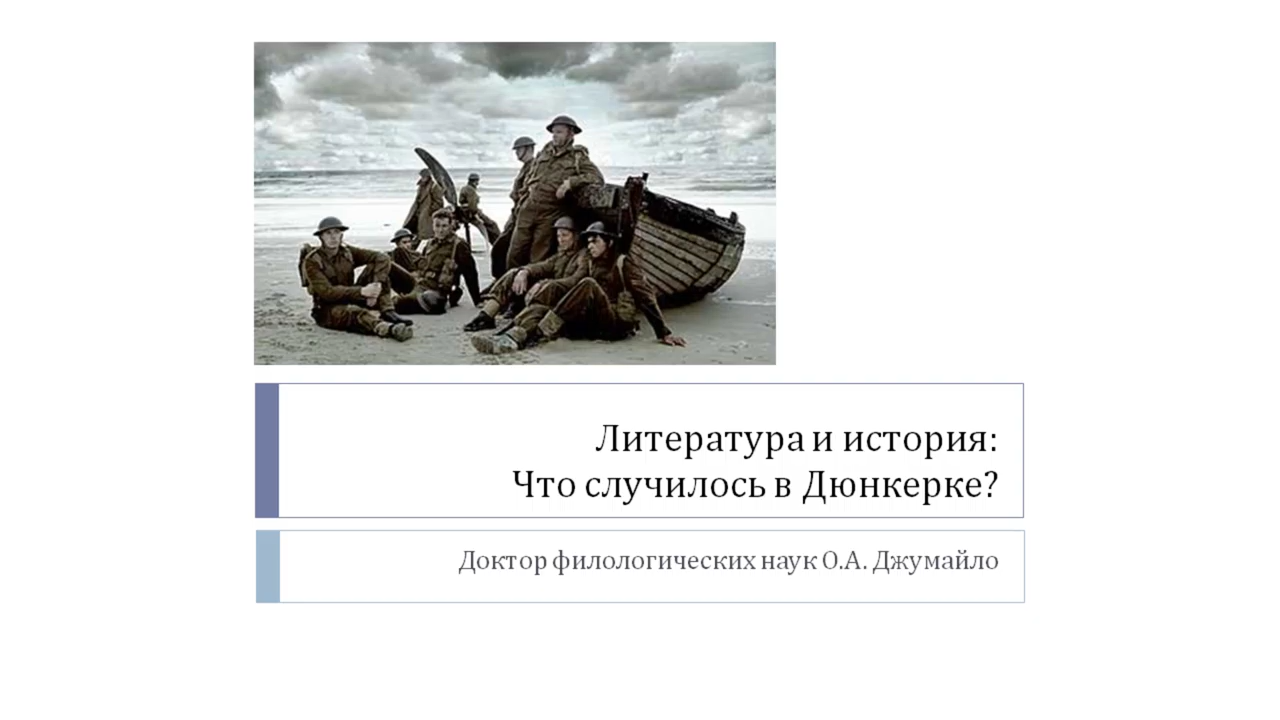 Литература и история:
Что случилось в Дюнкерке?
Доктор филологических наук О.А. Джумайло